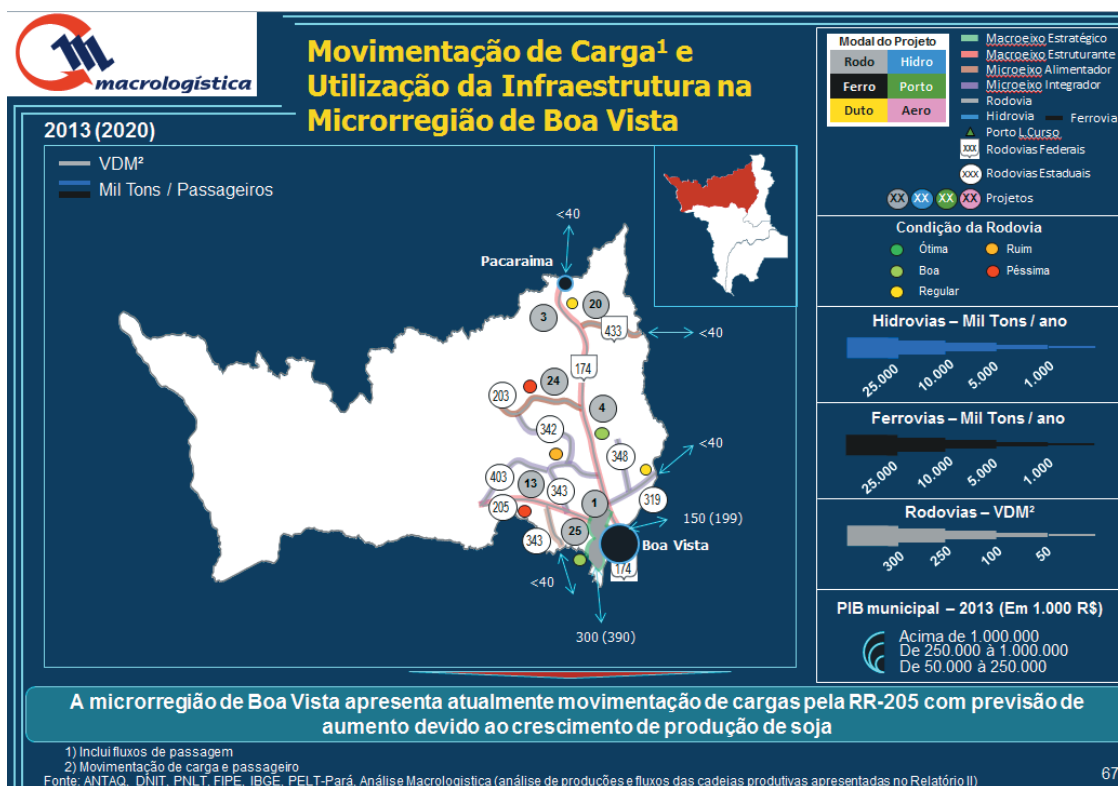 macrologística
Movimentação de Carga¹ e
Utilização da Infraestrutura na
Microrregião de Boa Vista
2013 (2020)
VDM²
Mil Tons / Passageiros
<40
Pacaraima
20
3
433
<40
174
24
203
4
342
348
<40
403
13
343
1
319
205
25
150 (199)
343
Boa Vista
174
<40
300 (390)
Modal do Projeto
Rodo Hidro
Ferro Porto
Duto Aero
Macroeixo Estratégico
Macroeixo Estruturante
Microeixo Alimentador
Microeixo Integrador
Rodovia
Hidrovia Ferrovia
Porto L.Curso
XXX Rodovias Federais
XXX Rodovias Estaduais
XX XX XX XX Projetos
Condição da Rodovia
Ótima Ruim
Boa Péssima
Regular
Hidrovias – Mil Tons / ano
25.000 10.000 5.000 1.000
Ferrovias – Mil Tons / ano
25.000 10.000 5.000 1.000
Rodovias – VDM²
300 250 100 50
PIB municipal – 2013 (Em 1.000 R$)
Acima de 1.000.000
De 250.000 à 1.000.000
De 50.000 à 250.000
A microrregião de Boa Vista apresenta atualmente movimentação de cargas pela RR-205 com previsão de
aumento devido ao crescimento de produção de soja
1) Inclui fluxos de passagem
2) Movimentação de carga e passageiro
Fonte: ANTAQ, DNIT, PNLT, FIPE, IBGE, PELT-Pará, Análise Macrologistica (análise de produções e fluxos das cadeias produtivas apresentadas no Relatório II)
67